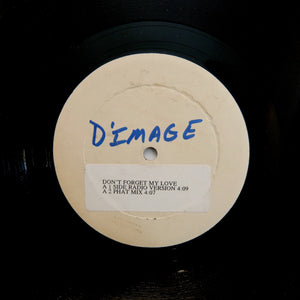 D'IMAGE
DON'T FORGET MY LOVE
A 1 SIDE RADIO VERSION 4:09
A 2 PHAT MIX 4:07